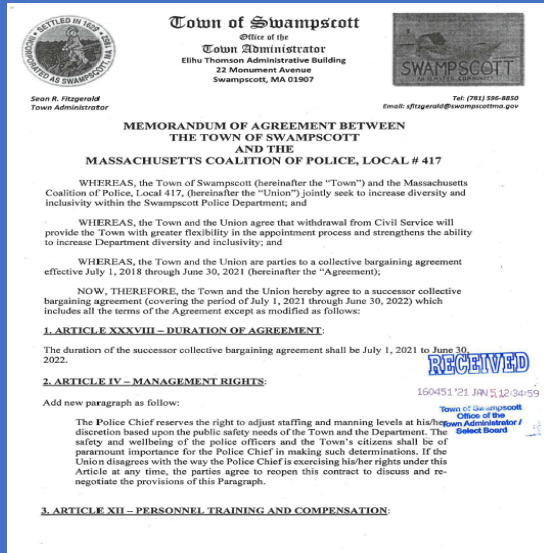 SETTLED IN 1629
INCORPORATED AS SWAMPSCOTT, MA 1852
Town of Swampscott
Office of the
Town Administrator
Elihu Thomson Administrative Building
22 Monument Avenue
Swampscott, MA 01907
SWAMPSCOTT
Sean R. Fitzgerald
Town Administrator
Tel: (781) 596-8850
Email: sfitzgerald@swampscottma.gov
MEMORANDUM OF AGREEMENT BETWEEN
THE TOWN OF SWAMPSCOTT
AND THE
MASSACHUSETTS COALITION OF POLICE, LOCAL # 417
WHEREAS, the Town of Swampscott (hereinafter the “Town”) and the Massachusetts
Coalition of Police, Local 417, (hereinafter the “Union”) jointly seek to increase diversity and
inclusivity within the Swampscott Police Department; and
WHEREAS, the Town and the Union agree that withdrawal from Civil Service will
provide the Town with greater flexibility in the appointment process and strengthens the ability
to increase Department diversity and inclusivity; and
WHEREAS, the Town and the Union are parties to a collective bargaining agreement
effective July 1, 2018 through June 30, 2021 (hereinafter the “Agreement);
NOW, THEREFORE, the Town and the Union hereby agree to a successor collective
bargaining agreement (covering the period of July 1, 2021 through June 30, 2022) which
includes all the terms of the Agreement except as modified as follows:
1. ARTICLE XXXVIII – DURATION OF AGREEMENT:
The duration of the successor collective bargaining agreement shall be July 1, 2021 to June 30,
2022.
RECEIVED
2. ARTICLE IV – MANAGEMENT RIGHTS:
160451 '21 JAN 5, 12:34:59
Add new paragraph as follow:
Town of Swampscott
Office of the
Town Administrator /
Select Board
The Police Chief reserves the right to adjust staffing and manning levels at his/her
discretion based upon the public safety needs of the Town and the Department. The
safety and wellbeing of the police officers and the Town's citizens shall be of
paramount importance for the Police Chief in making such determinations. If the
Union disagrees with the way the Police Chief is exercising his/her rights under this
Article at any time, the parties agree to reopen this contract to discuss and re-
negotiate the provisions of this Paragraph.
3. ARTICLE XII – PERSONNEL TRAINING AND COMPENSATION: